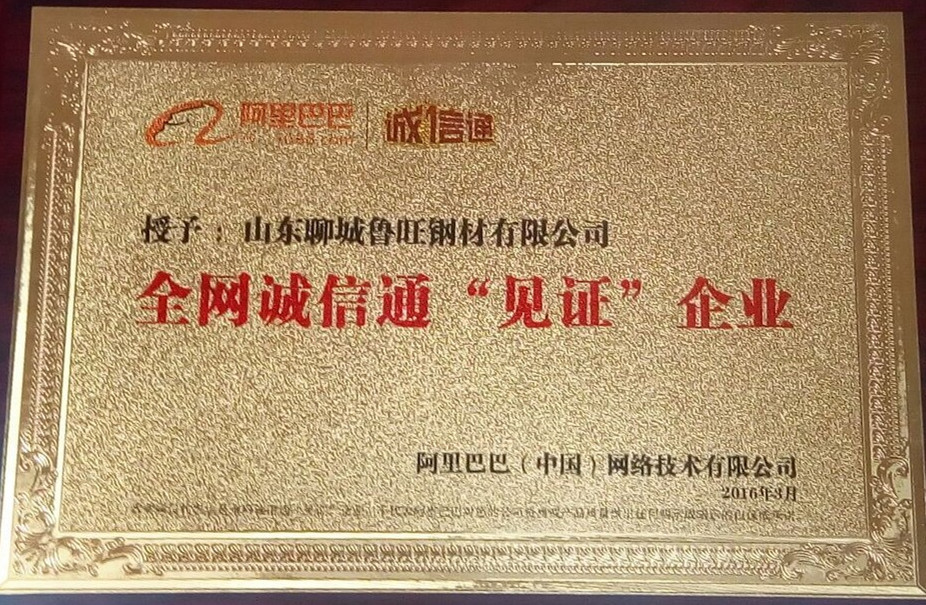 阿里巴巴 诚信通
授予：山东聊城鲁旺钢材有限公司
全网诚信通“见证”企业
阿里巴巴（中国）网络技术有限公司
2016年3月